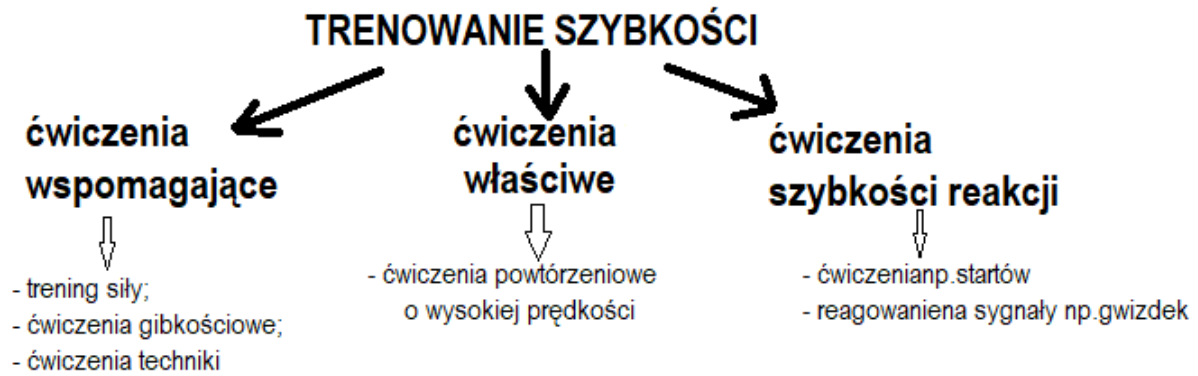 TRENOWANIE SZYBKOŚCI
ćwiczenia
wspomagające
- trening siły;
- ćwiczenia gibkościowe;
- ćwiczenia techniki
ćwiczenia
właściwe
- ćwiczenia powtórzeniowe
o wysokiej prędkości
ćwiczenia
szybkości reakcji
- ćwiczenianp.startów
- reagowaniena sygnały np.gwizdek